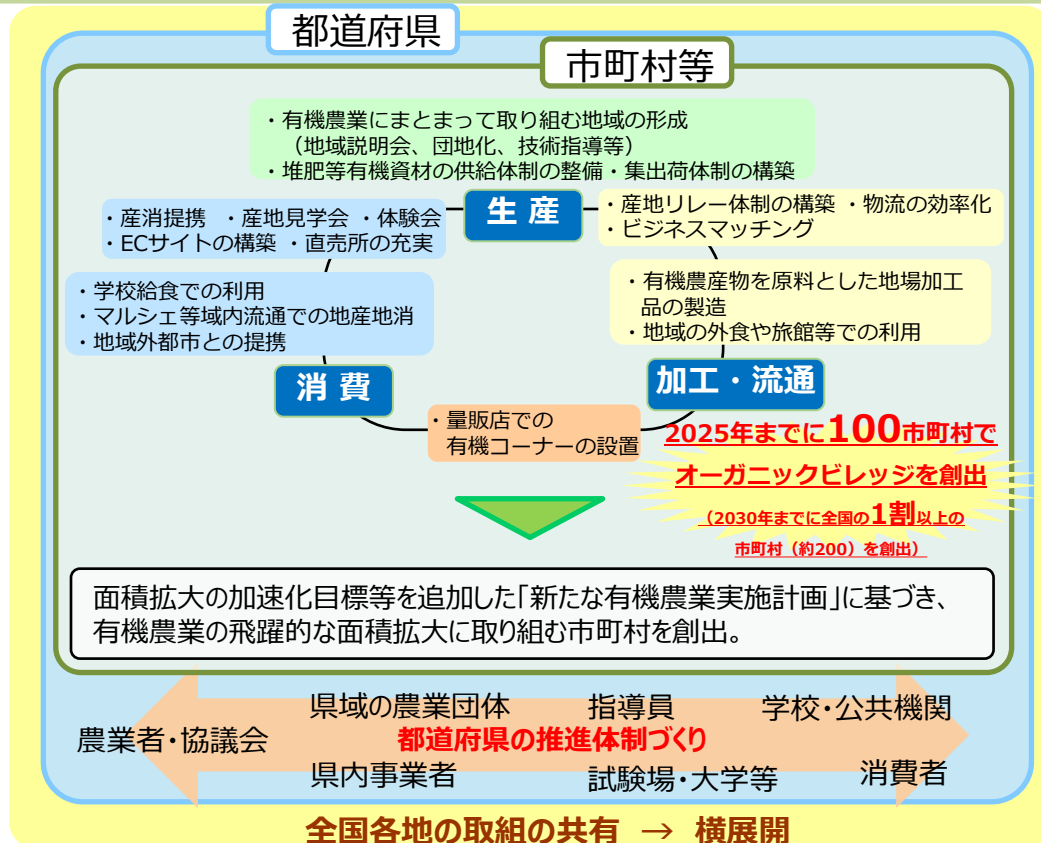 都道府県
市町村等
・有機農業にまとまって取り組む地域の形成
（地域説明会、団地化、技術指導等）
・堆肥等有機資材の供給体制の整備・集出荷体制の構築
生 産
・産消提携 ・産地見学会 ・体験会
・ECサイトの構築 ・直売所の充実
・産地リレー体制の構築 ・物流の効率化
・ビジネスマッチング
・学校給食での利用
・マルシェ等域内流通での地産地消
・地域外都市との提携
・有機農産物を原料とした地場加工
品の製造
・地域の外食や旅館等での利用
消 費
加工・流通
・量販店での
有機コーナーの設置
2025年までに100市町村で
オーガニックビレッジを創出
（2030年までに全国の1割以上の
市町村（約200）を創出）
面積拡大の加速化目標等を追加した「新たな有機農業実施計画」に基づき、
有機農業の飛躍的な面積拡大に取り組む市町村を創出。
県域の農業団体 指導員 学校・公共機関
農業者・協議会 都道府県の推進体制づくり
県内事業者 試験場・大学等 消費者
全国各地の取組の共有 → 横展開